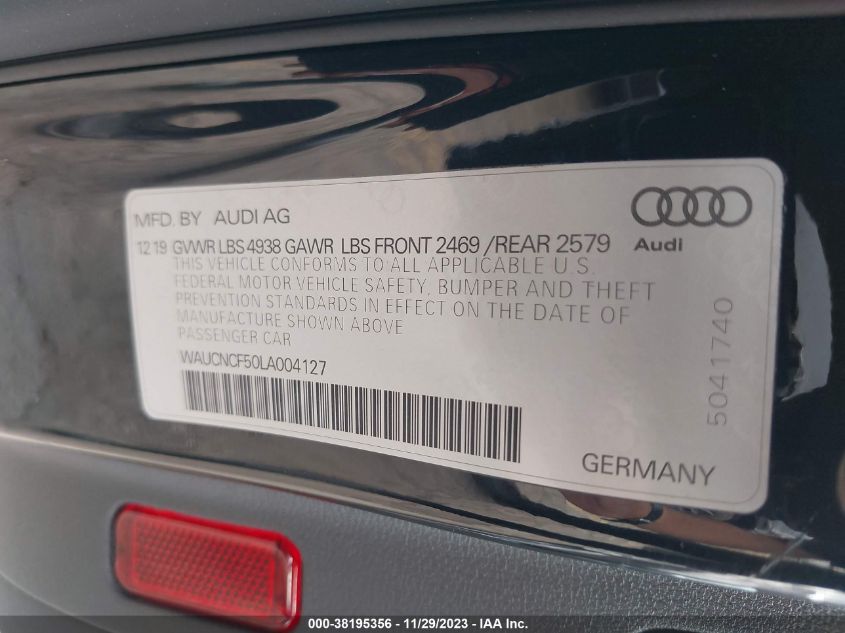 MFD. BY AUDI AG
12 19 GVWR LBS 4938 GAWR LBS FRONT 2469 /REAR 2579
THIS VEHICLE CONFORMS TO ALL APPLICABLE U.S.
FEDERAL MOTOR VEHICLE SAFETY, BUMPER AND THEFT
PREVENTION STANDARDS IN EFFECT ON THE DATE OF
MANUFACTURE SHOWN ABOVE
PASSENGER CAR
WAUCNCF50LA004127
Audi
5041740
GERMANY
000-38195356 - 11/29/2023 - IAA Inc.